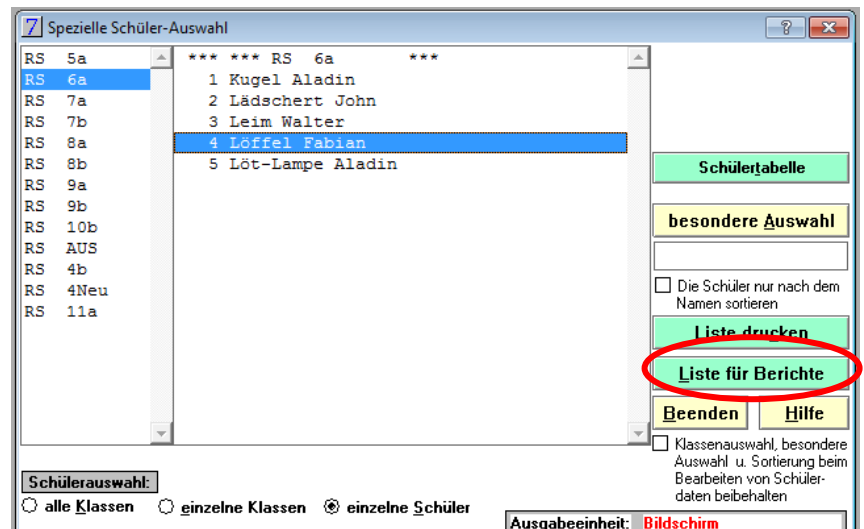 7 Spezielle Schüler-Auswahl
RS 5a
RS 6a
RS 7a
RS 7b
RS 8a
RS 8b
RS 9a
RS 9b
RS 10b
RS AUS
RS 4b
RS 4Neu
RS 11a
*** *** RS 6a ***
1 Kugel Aladin
2 Lädschert John
3 Leim Walter
4 Löffel Fabian
5 Löt-Lampe Aladin
Schülertabelle
besondere Auswahl
Die Schüler nur nach dem
Namen sortieren
Liste drucken
Liste für Berichte
Beenden Hilfe
Klassenauswahl, besondere
Auswahl u. Sortierung beim
Bearbeiten von Schüler-
daten beibehalten
Schülerauswahl:
alle Klassen einzelne Klassen einzelne Schüler
Ausgabeeinheit: Bildschirm